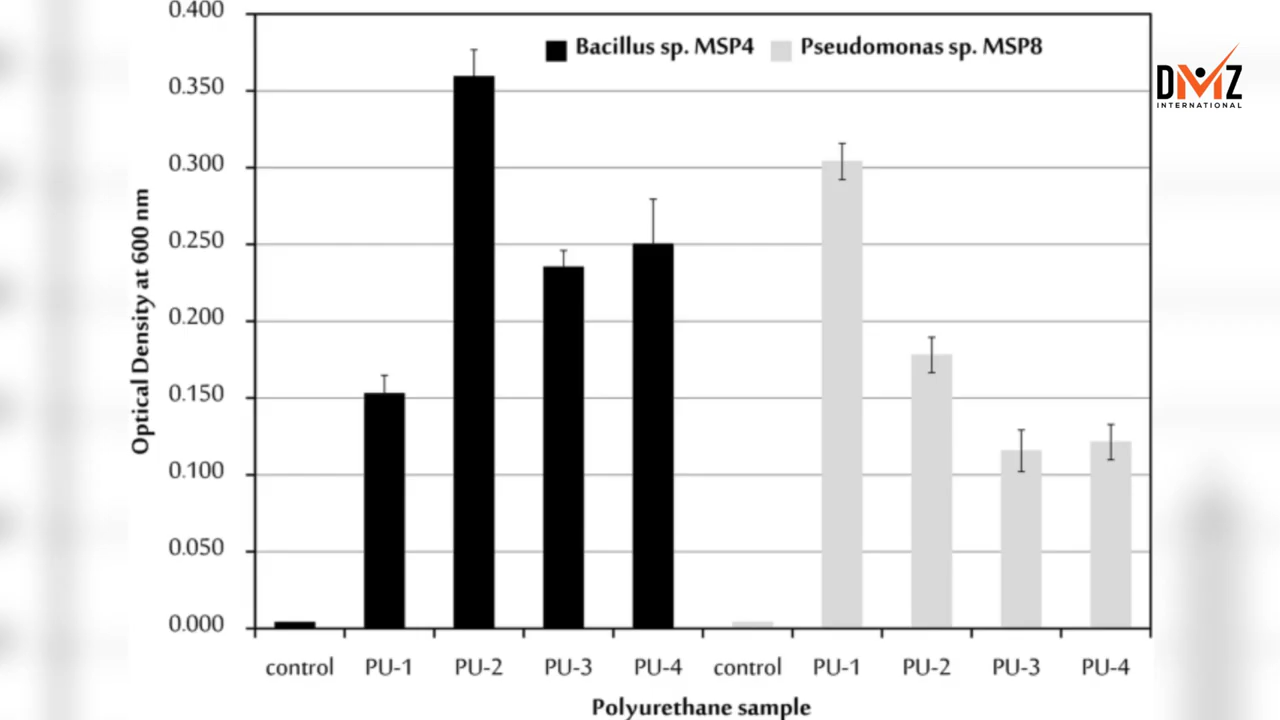 0.400
Bacillus sp. MSP4
Pseudomonas sp. MSP8
DMZ
INTERNATIONAL
0.350
0.300
0.250
0.200
0.150
0.100
0.050
0.000
Optical Density at 600 nm
control PU-1 PU-2 PU-3 PU-4 control PU-1 PU-2 PU-3 PU-4
Polyurethane sample